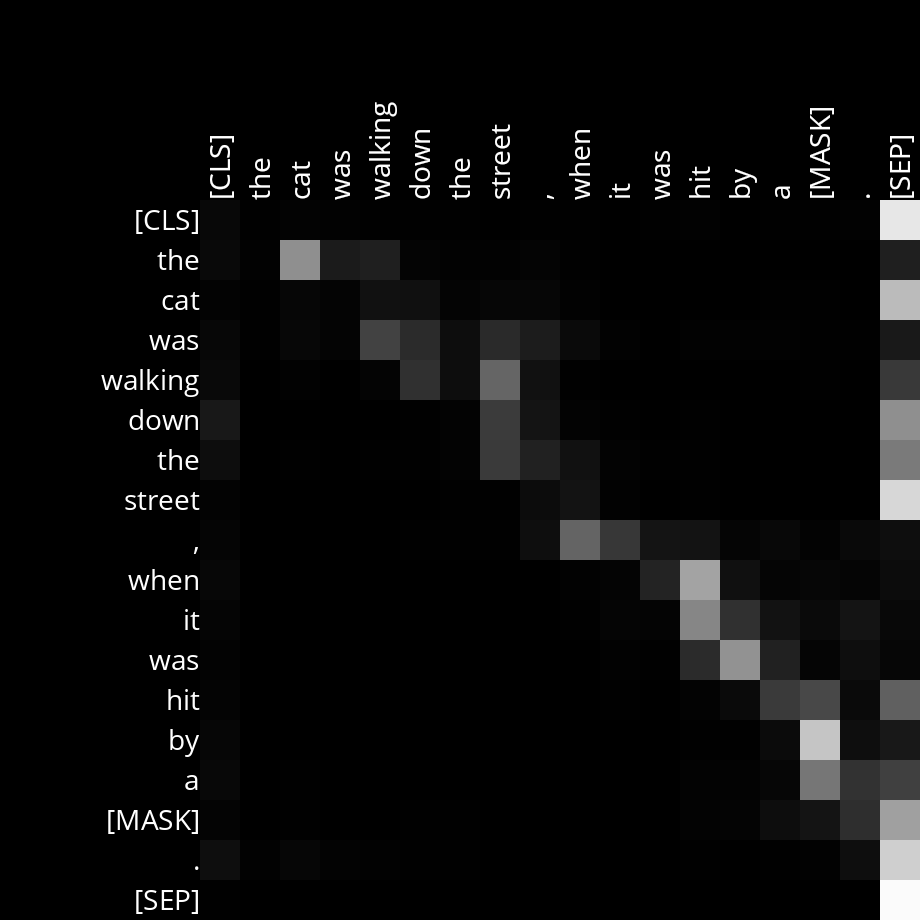 [CLS] the cat was walking down the street , when it was hit by a [MASK] . [SEP]
[CLS]
the
cat
was
walking
down
the
street
,
when
it
was
hit
by
a
[MASK]
.
[SEP]